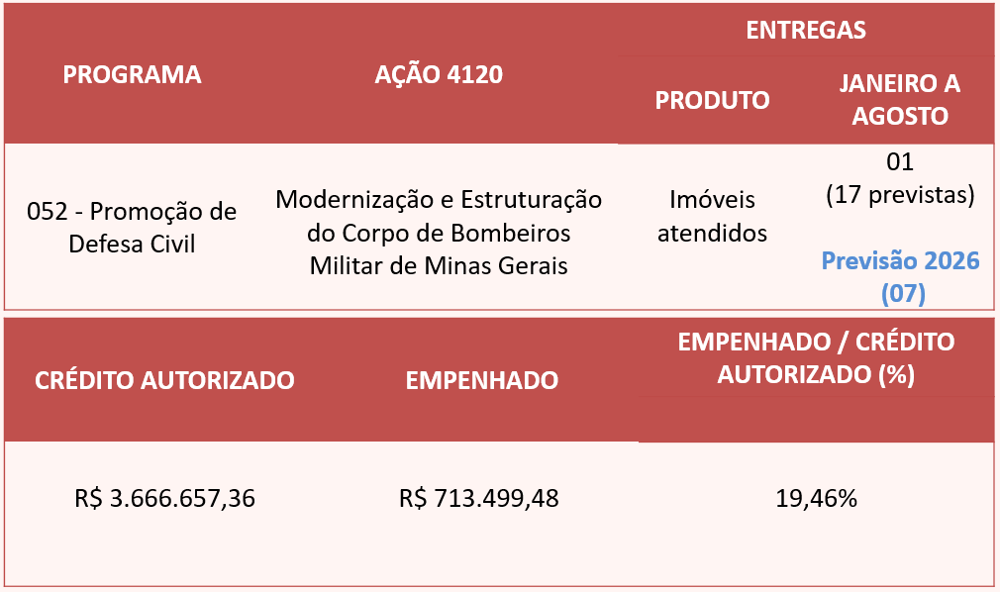 PROGRAMA
AÇÃO 4120
ENTREGAS
PRODUTO
JANEIRO A
AGOSTO
052 - Promoção de
Defesa Civil
Modernização e Estruturação
do Corpo de Bombeiros
Militar de Minas Gerais
Imóveis
atendidos
01
(17 previstas)
Previsão 2026
(07)
CRÉDITO AUTORIZADO
EMPENHADO
EMPENHADO / CRÉDITO
AUTORIZADO (%)
R$ 3.666.657,36
R$ 713.499,48
19,46%